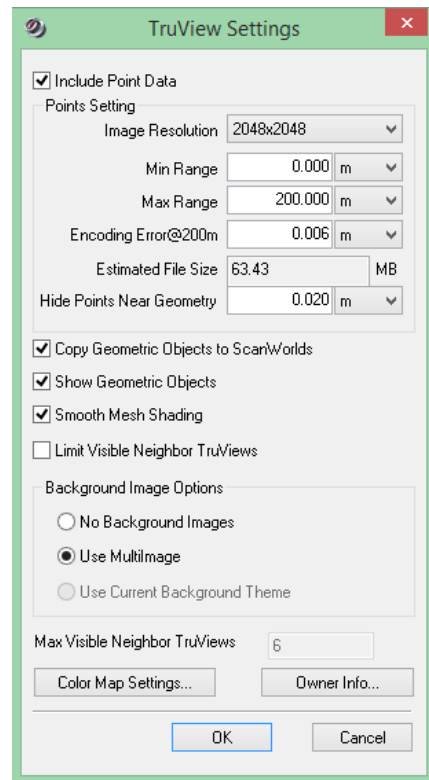 TruView Settings
Include Point Data
Points Setting
Image Resolution 2048x2048
Min Range 0.000 m
Max Range 200.000 m
Encoding Error@200m 0.006 m
Estimated File Size 63.43 MB
Hide Points Near Geometry 0.020 m
Copy Geometric Objects to ScanWorlds
Show Geometric Objects
Smooth Mesh Shading
Limit Visible Neighbor TruViews
Background Image Options
No Background Images
Use MultiImage
Use Current Background Theme
Max Visible Neighbor TruViews 6
Color Map Settings... Owner Info...
OK Cancel